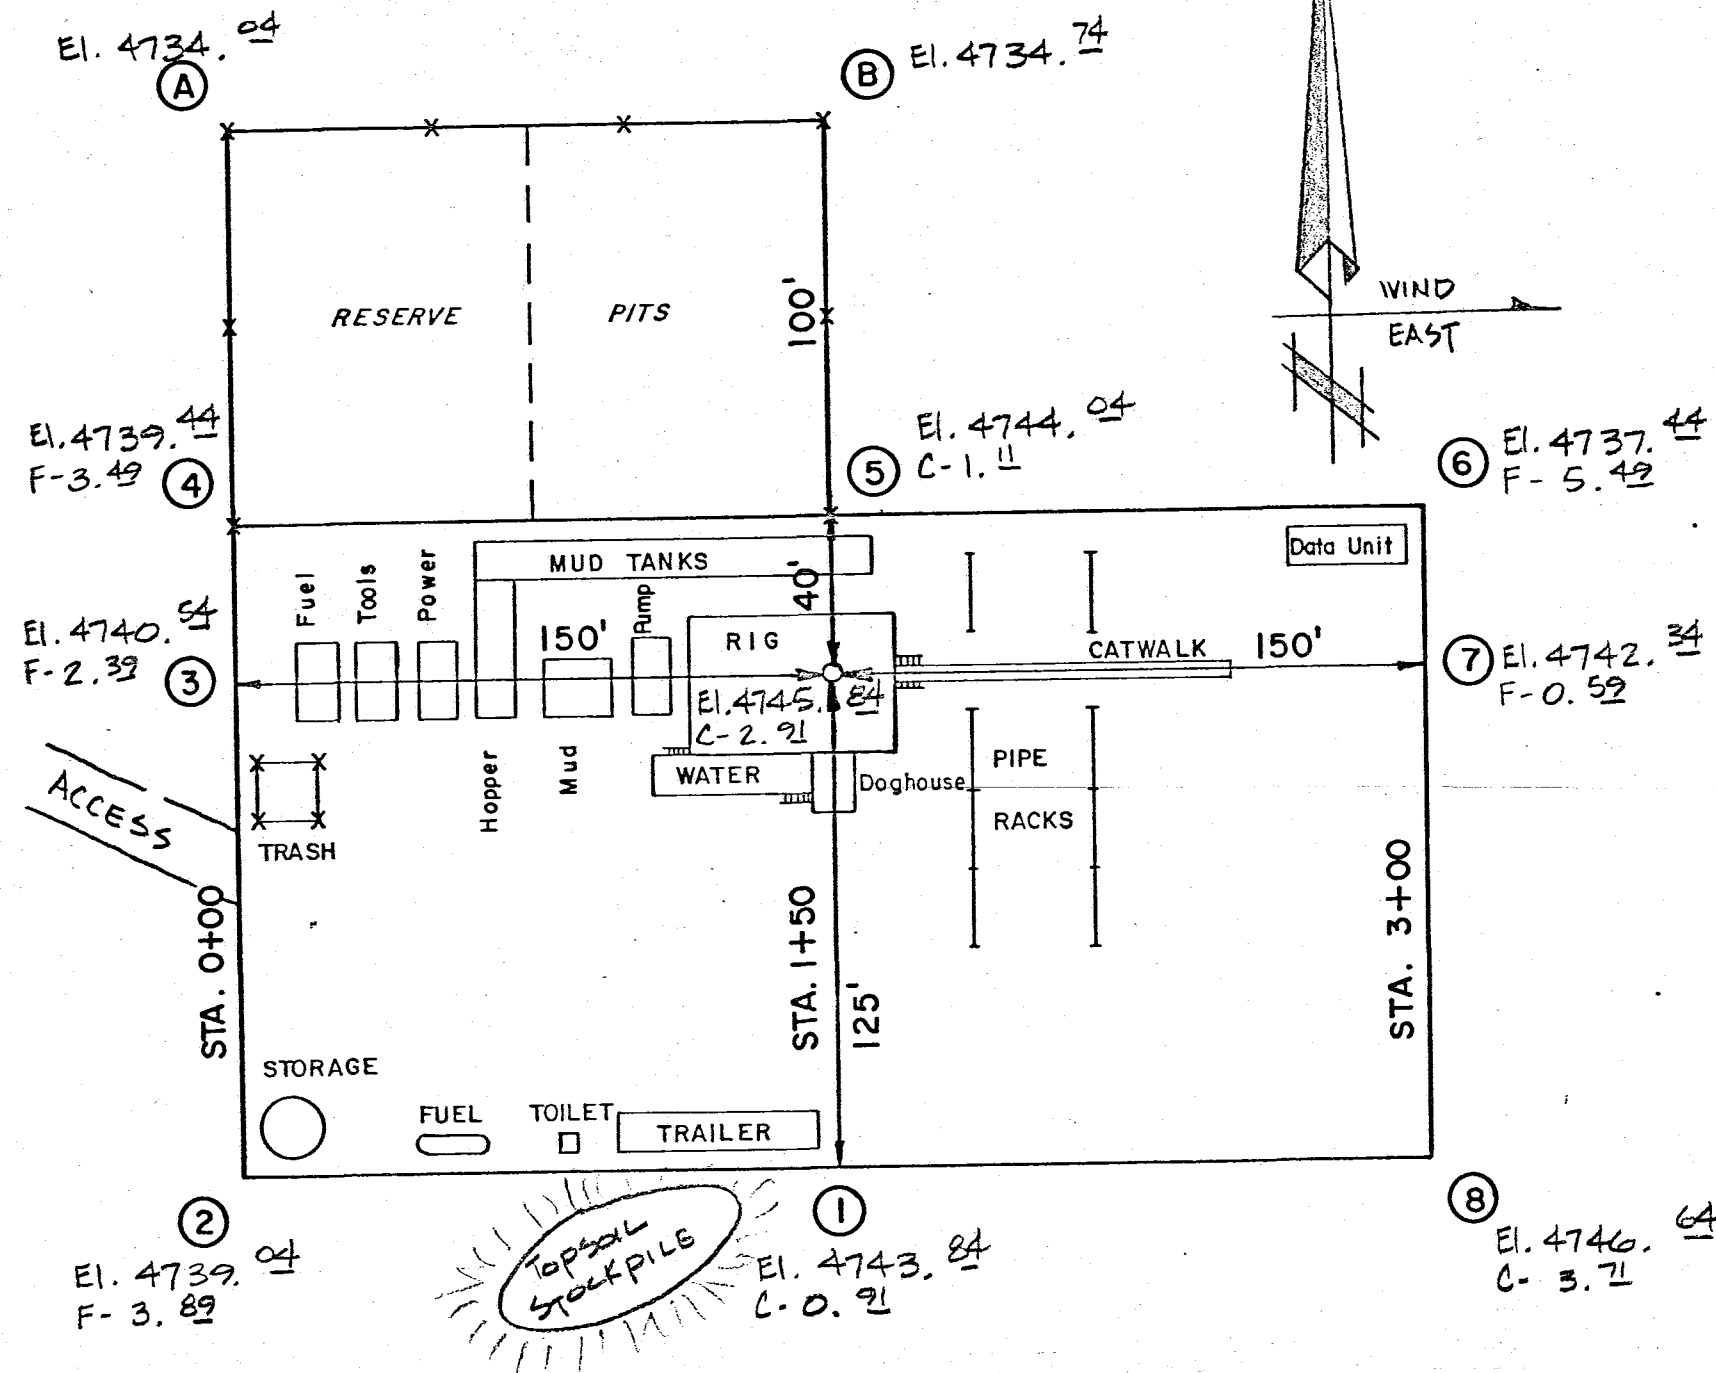 El. 4734. 04
A
B
El. 4734. 74
RESERVE PITS
100'
WIND
EAST
El. 4739. 44
F-3. 49
4
5
El. 4744. 04
C-1. 11
6
El. 4737. 44
F- 5. 49
Fuel
Tools
Power
MUD TANKS
40'
Data Unit
El. 4740. 54
F-2. 39
3
150'
Pump
RIG
CATWALK
150'
7
El. 4742. 34
F-0. 59
El. 4745. 84
C-2. 91
ACCESS
TRASH
Hopper
Mud
WATER
Doghouse
PIPE
RACKS
STA. 0+00
STA. 1+50
125'
STA. 3+00
STORAGE
FUEL
TOILET
TRAILER
2
El. 4739. 04
F- 3. 89
TOPSOIL
STOCKPILE
1
El. 4743. 84
C- 0. 91
8
El. 4746. 64
C- 3. 71